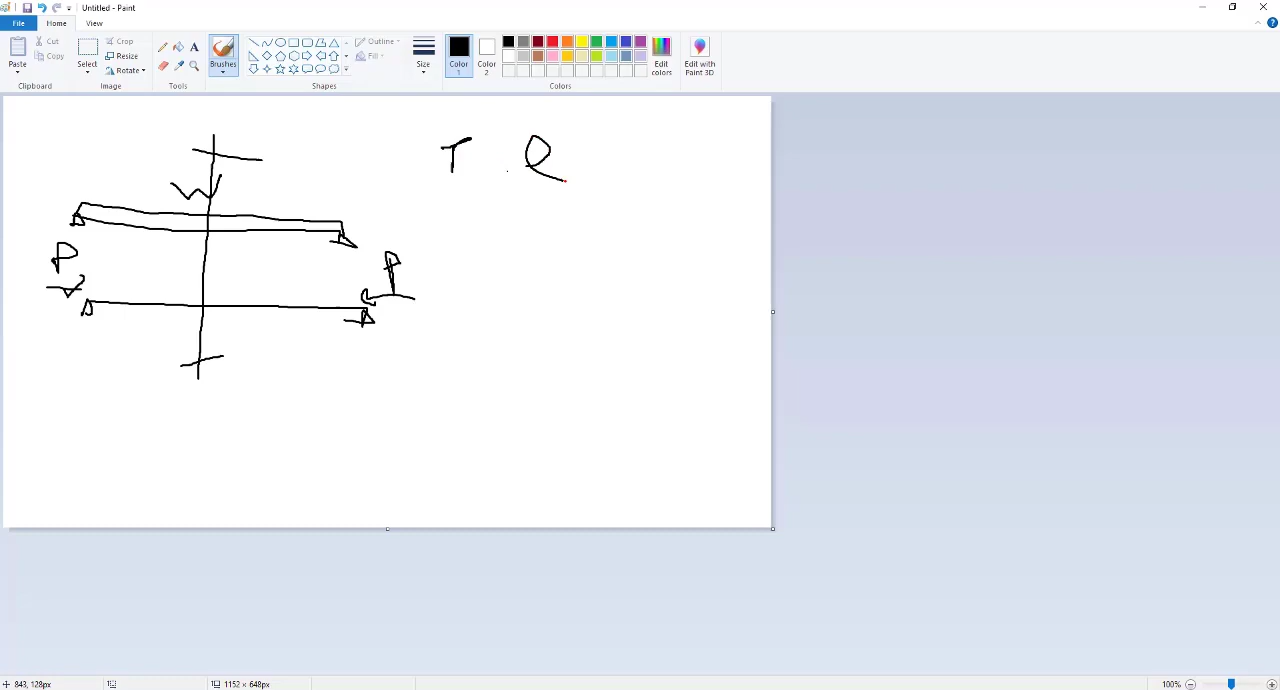 Untitled - Paint
File Home View
Paste
Cut
Copy
Clipboard
Select
Crop
Resize
Rotate
Image
Tools
Brushes
Shapes
Outline
Fill
Size
Color 1
Color 2
Edit colors
Edit with Paint 3D
Colors
T
W
P
P
843, 128px
1152 × 648px
100%